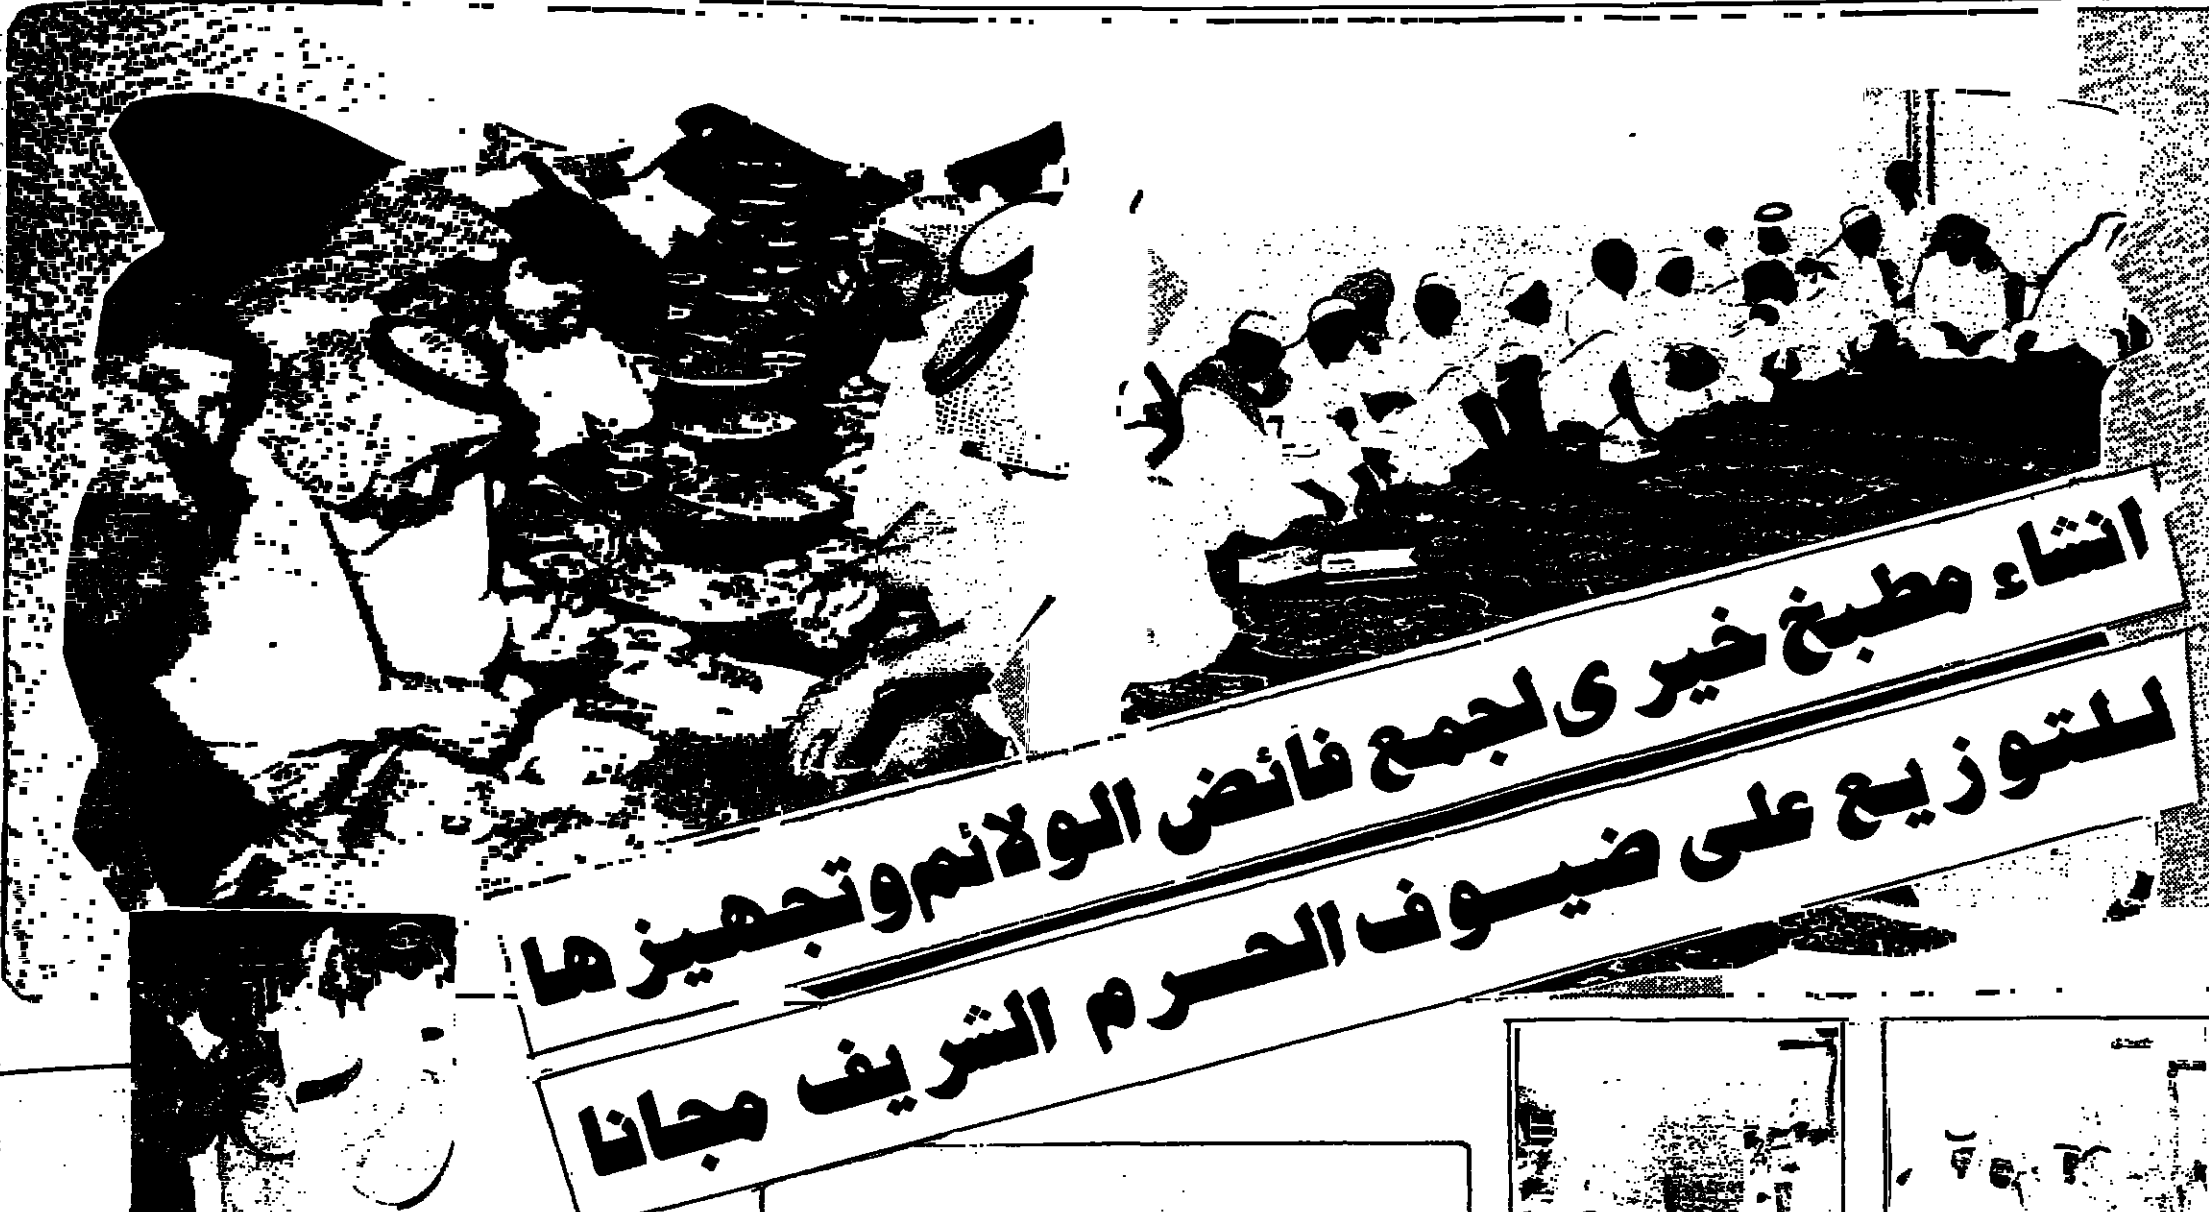 انشاء مطبخ خيرى لجمع فائض الولائم وتجهيزها
للتوزيع على ضيوف الحرم الشريف مجانا